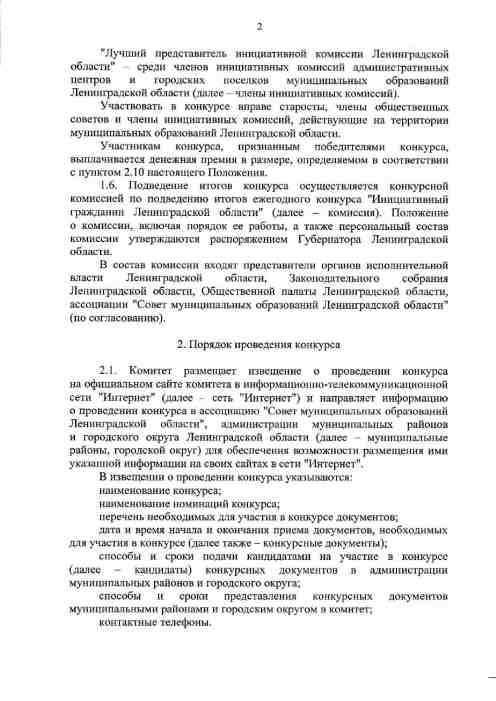 2
"Лучший представитель инициативной комиссии Ленинградской
области" – среди членов инициативных комиссий административных
центров и городских поселков муниципальных образований
Ленинградской области (далее – члены инициативных комиссий).
Участвовать в конкурсе вправе старосты, члены общественных
советов и члены инициативных комиссий, действующие на территории
муниципальных образований Ленинградской области.
Участникам конкурса, признанным победителями конкурса,
выплачивается денежная премия в размере, определяемом в соответствии
с пунктом 2.10 настоящего Положения.
1.6. Подведение итогов конкурса осуществляется конкурсной
комиссией по подведению итогов ежегодного конкурса "Инициативный
гражданин Ленинградской области" (далее – комиссия). Положение
о комиссии, включая порядок ее работы, а также персональный состав
комиссии утверждаются распоряжением Губернатора Ленинградской
области.
В состав комиссии входят представители органов исполнительной
власти Ленинградской области, Законодательного собрания
Ленинградской области, Общественной палаты Ленинградской области,
ассоциации "Совет муниципальных образований Ленинградской области"
(по согласованию).
2. Порядок проведения конкурса
2.1. Комитет размещает извещение о проведении конкурса
на официальном сайте комитета в информационно-телекоммуникационной
сети "Интернет" (далее – сеть "Интернет") и направляет информацию
о проведении конкурса в ассоциацию "Совет муниципальных образований
Ленинградской области", администрации муниципальных районов
и городского округа Ленинградской области (далее – муниципальные
районы, городской округ) для обеспечения возможности размещения ими
указанной информации на своих сайтах в сети "Интернет".
В извещении о проведении конкурса указываются:
наименование конкурса;
наименование номинаций конкурса;
перечень необходимых для участия в конкурсе документов;
дата и время начала и окончания приема документов, необходимых
для участия в конкурсе (далее также – конкурсные документы);
способы и сроки подачи кандидатами на участие в конкурсе
(далее – кандидаты) конкурсных документов в администрации
муниципальных районов и городского округа;
способы и сроки представления конкурсных документов
муниципальными районами и городским округом в комитет;
контактные телефоны.